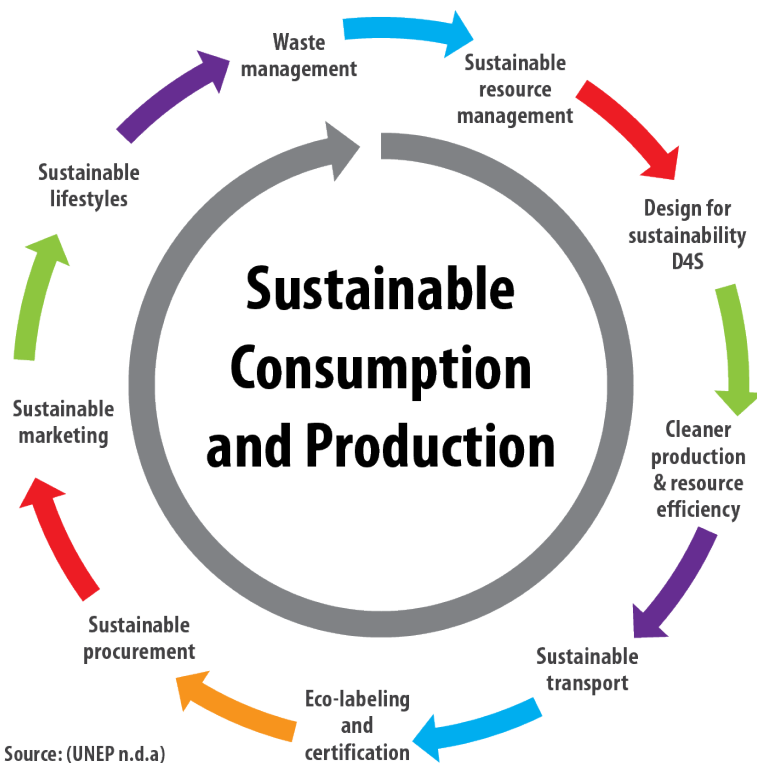 Sustainable
Consumption
and Production
Waste
management
Sustainable
resource
management
Design for
sustainability
D4S
Cleaner
production
& resource
efficiency
Sustainable
transport
Eco-labeling
and
certification
Sustainable
procurement
Sustainable
marketing
Sustainable
lifestyles
Source: (UNEP n.d.a)